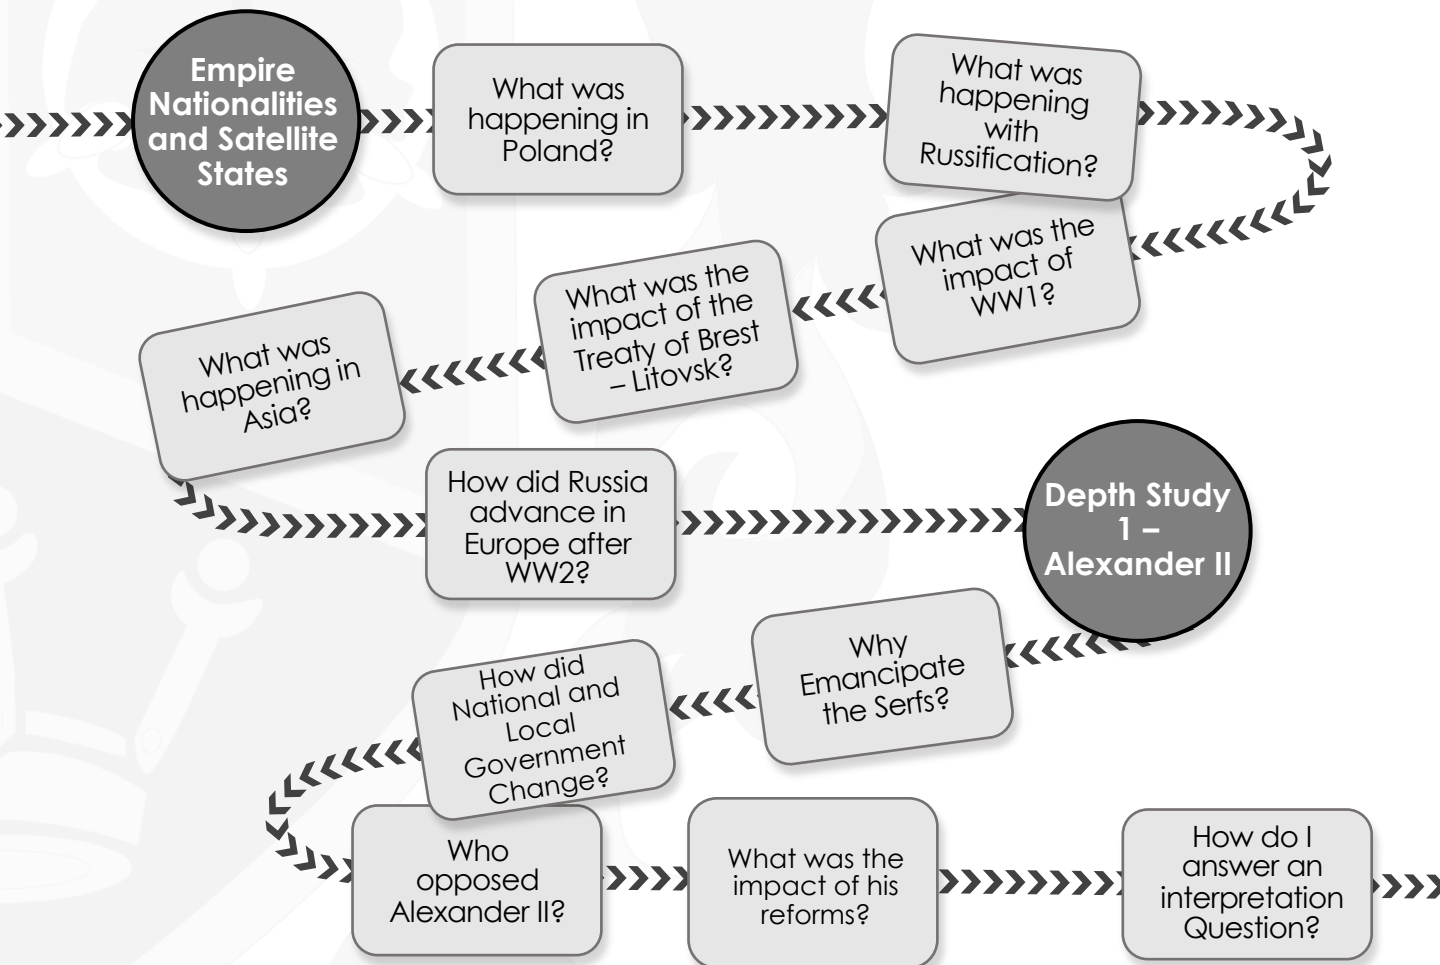 Empire
Nationalities
and Satellite
States
What was
happening in
Poland?
What was
happening
with
Russification?
What was the
impact of
WW1?
What was the
impact of the
Treaty of Brest
– Litovsk?
What was
happening in
Asia?
How did Russia
advance in
Europe after
WW2?
Depth Study
1 –
Alexander II
Why
Emancipate
the Serfs?
How did
National and
Local
Government
Change?
Who
opposed
Alexander II?
What was the
impact of his
reforms?
How do I
answer an
interpretation
Question?